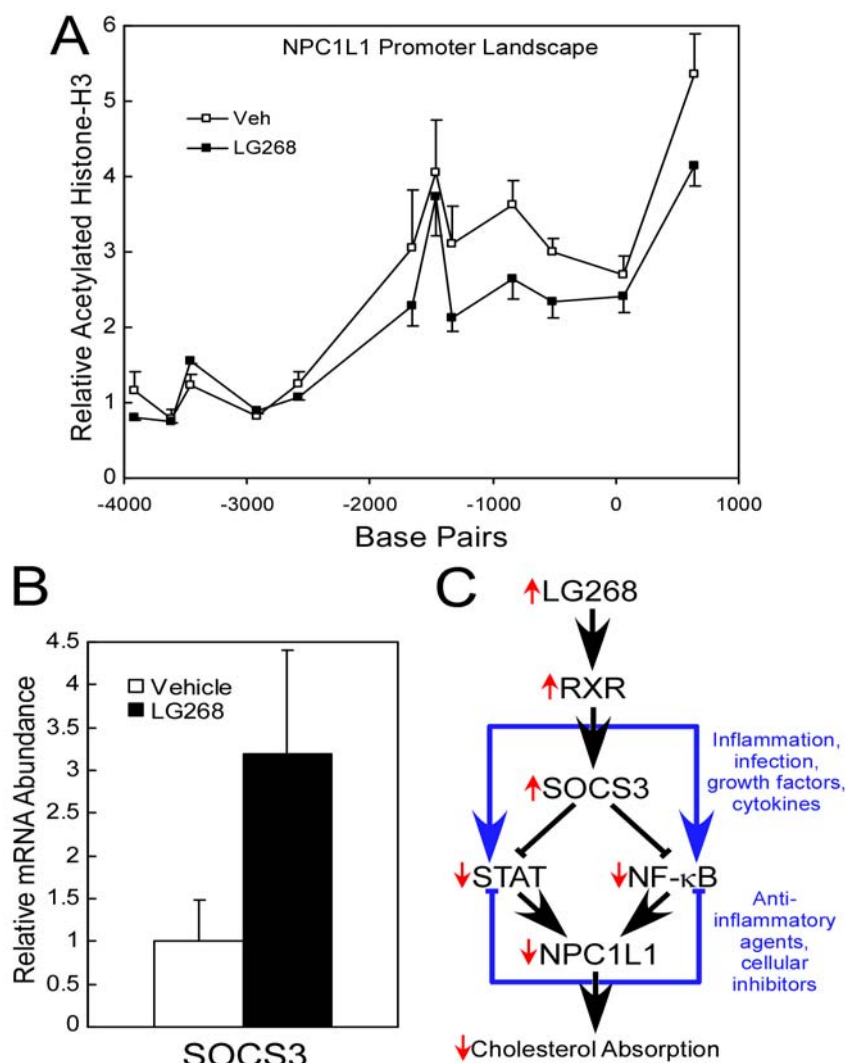 A
NPC1L1 Promoter Landscape
Relative Acetylated Histone-H3
6
5
4
3
2
1
0
Veh
LG268
-4000
-3000
-2000
-1000
0
1000
Base Pairs
B
Relative mRNA Abundance
4.5
4
3.5
3
2.5
2
1.5
1
0.5
0
Vehicle
LG268
SOCS3
C
LG268
RXR
Inflammation,
infection,
growth factors,
cytokines
SOCS3
STAT
NF-κB
Anti-
inflammatory
agents,
cellular
inhibitors
NPC1L1
Cholesterol Absorption